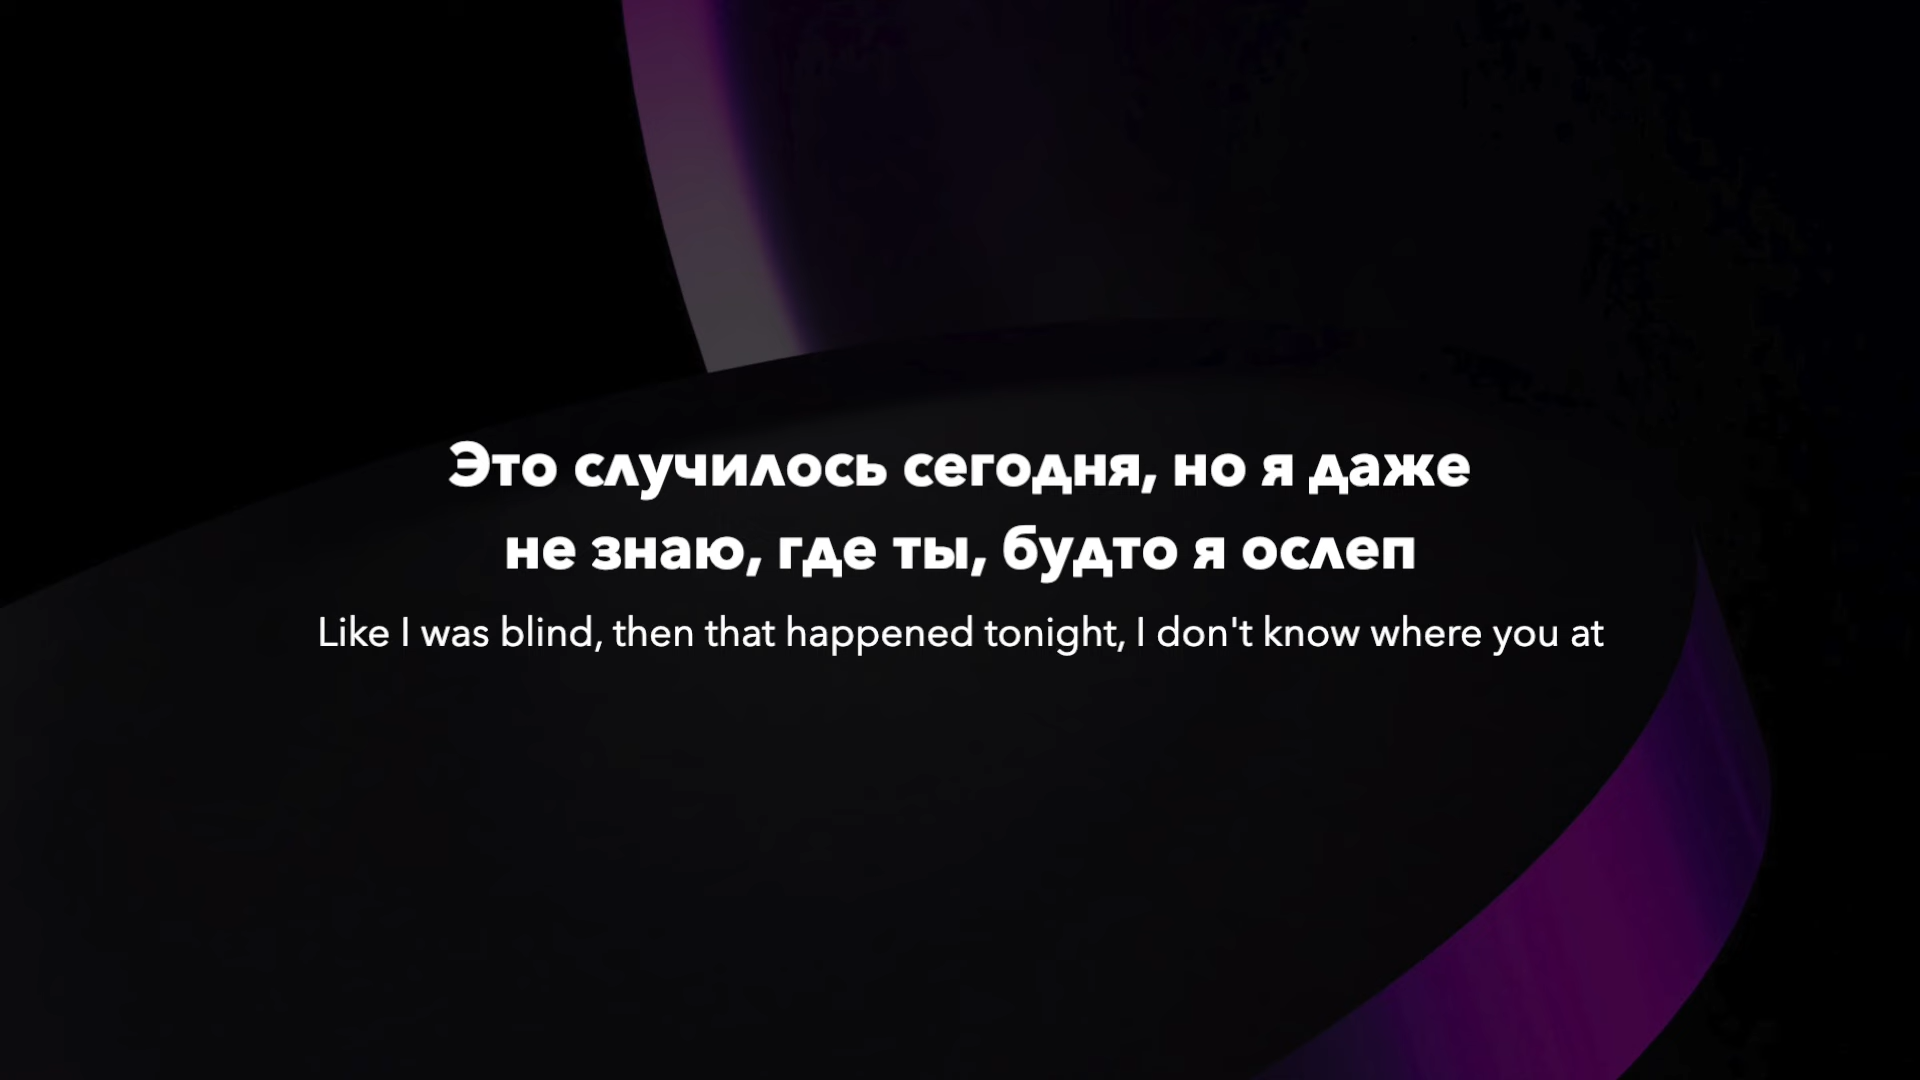 Это случилось сегодня, но я даже
не знаю, где ты, будто я ослеп
Like I was blind, then that happened tonight, I don't know where you at